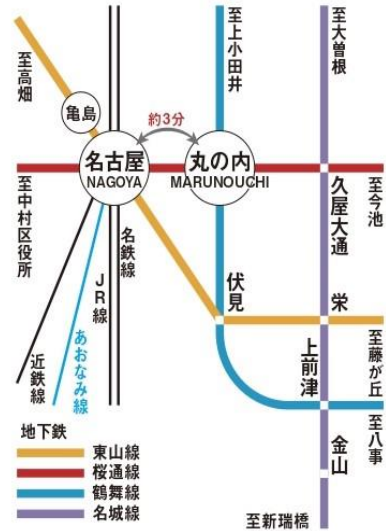 至高畑
亀島
至上小田井
至大曽根
約3分
名古屋
NAGOYA
丸の内
MARUNOUCHI
至中村区役所
久屋大通
至今池
名鉄線
JR線
あおなみ線
近鉄線
伏見
栄
至藤が丘
上前津
至八事
金山
至新瑞橋
地下鉄
東山線
桜通線
鶴舞線
名城線